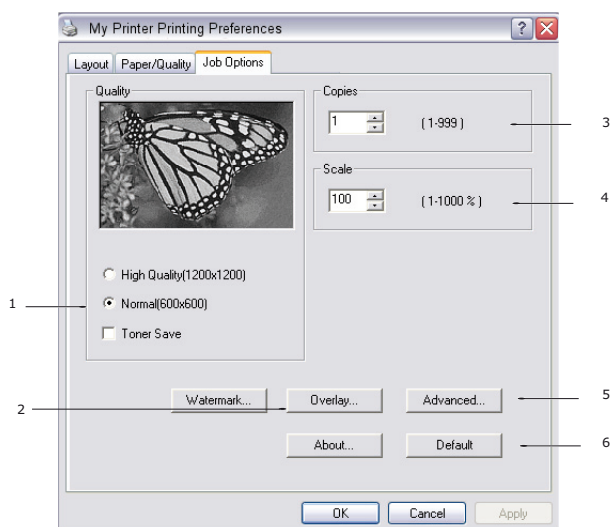 My Printer Printing Preferences
Layout Paper/Quality Job Options
Quality
Copies
1 (1-999) 3
Scale
100 (1-1000 %) 4
High Quality(1200x1200)
1 Normal(600x600)
Toner Save
Watermark... Overlay... Advanced... 5
2
About... Default 6
OK Cancel Apply